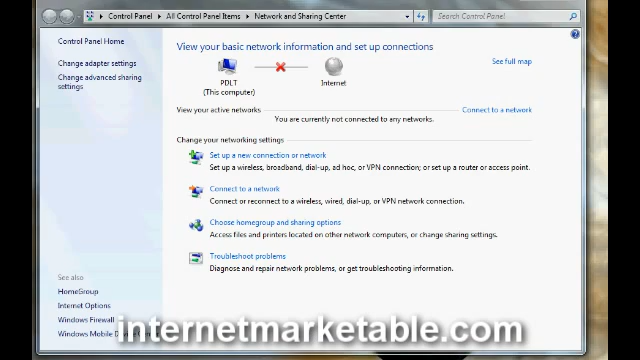 Control Panel ▸ All Control Panel Items ▸ Network and Sharing Center
Search Control Panel
Control Panel Home
Change adapter settings
Change advanced sharing
settings
See also
HomeGroup
Internet Options
Windows Firewall
Windows Mobile Device
View your basic network information and set up connections
See full map
PDLT
(This computer)
Internet
View your active networks
Connect to a network
You are currently not connected to any networks.
Change your networking settings
Set up a new connection or network
Set up a wireless, broadband, dial-up, ad hoc, or VPN connection; or set up a router or access point.
Connect to a network
Connect or reconnect to a wireless, wired, dial-up, or VPN network connection.
Choose homegroup and sharing options
Access files and printers located on other network computers, or change sharing settings.
Troubleshoot problems
Diagnose and repair network problems, or get troubleshooting information.
internetmarketable.com